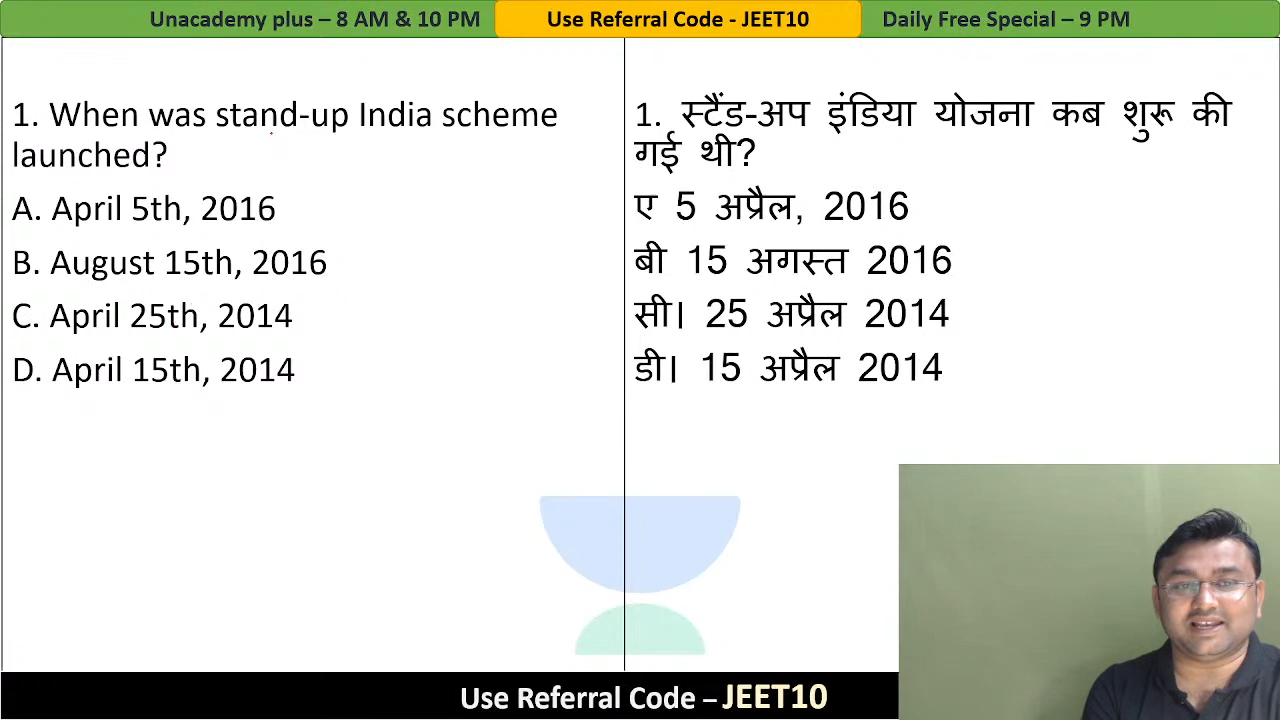 Unacademy plus – 8 AM & 10 PM
Use Referral Code - JEET10
Daily Free Special – 9 PM
1. When was stand-up India scheme
launched?
A. April 5th, 2016
B. August 15th, 2016
C. April 25th, 2014
D. April 15th, 2014
1. स्टैंड-अप इंडिया योजना कब शुरू की
गई थी?
ए 5 अप्रैल, 2016
बी 15 अगस्त 2016
सी। 25 अप्रैल 2014
डी। 15 अप्रैल 2014
Use Referral Code – JEET10